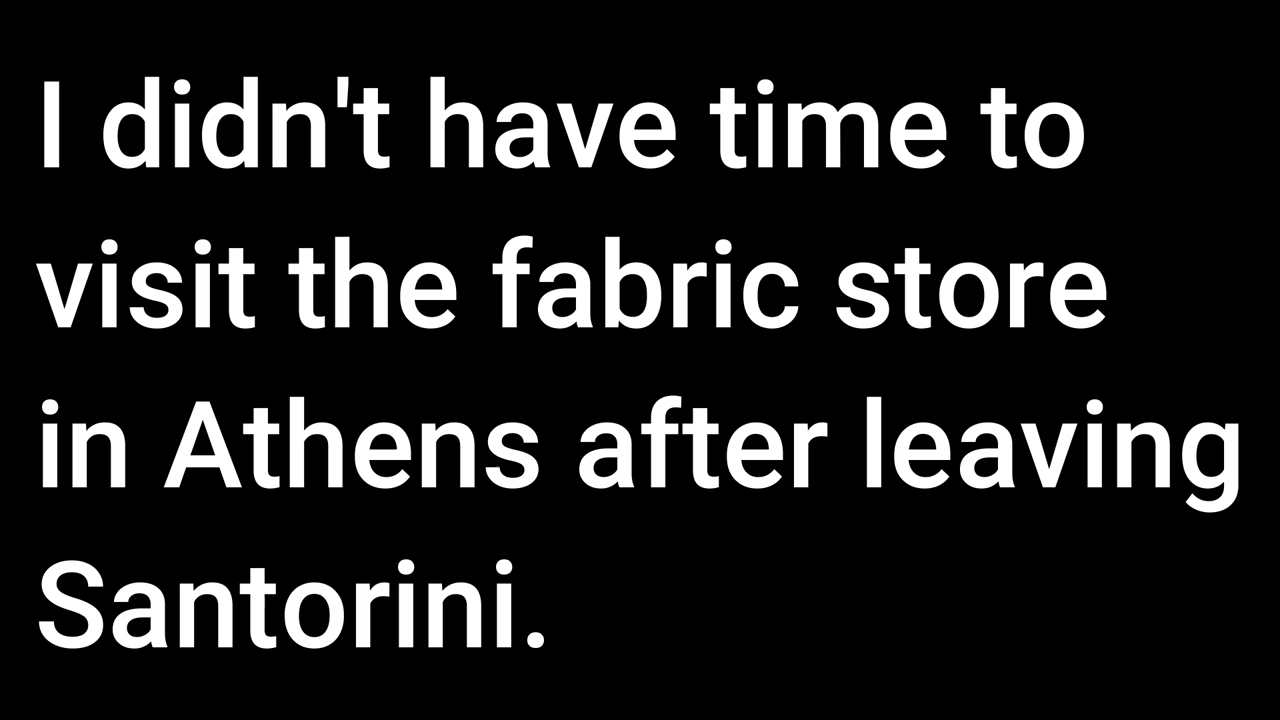 I didn't have time to
visit the fabric store
in Athens after leaving
Santorini.